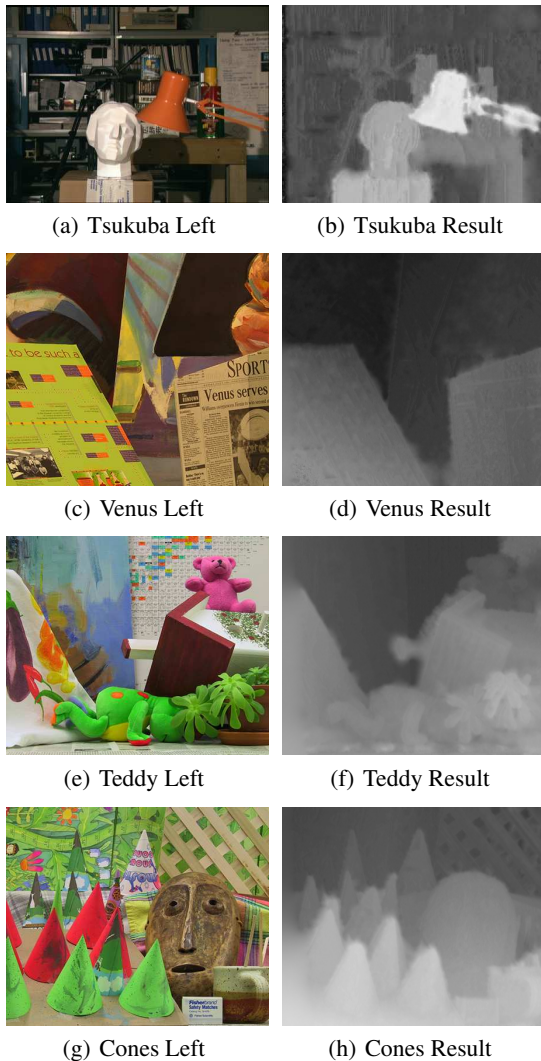 (a) Tsukuba Left
(b) Tsukuba Result
to be such a
SPORT
Venus serves
(c) Venus Left
(d) Venus Result
(e) Teddy Left
(f) Teddy Result
Fisherbrand
Safety Matches
(g) Cones Left
(h) Cones Result